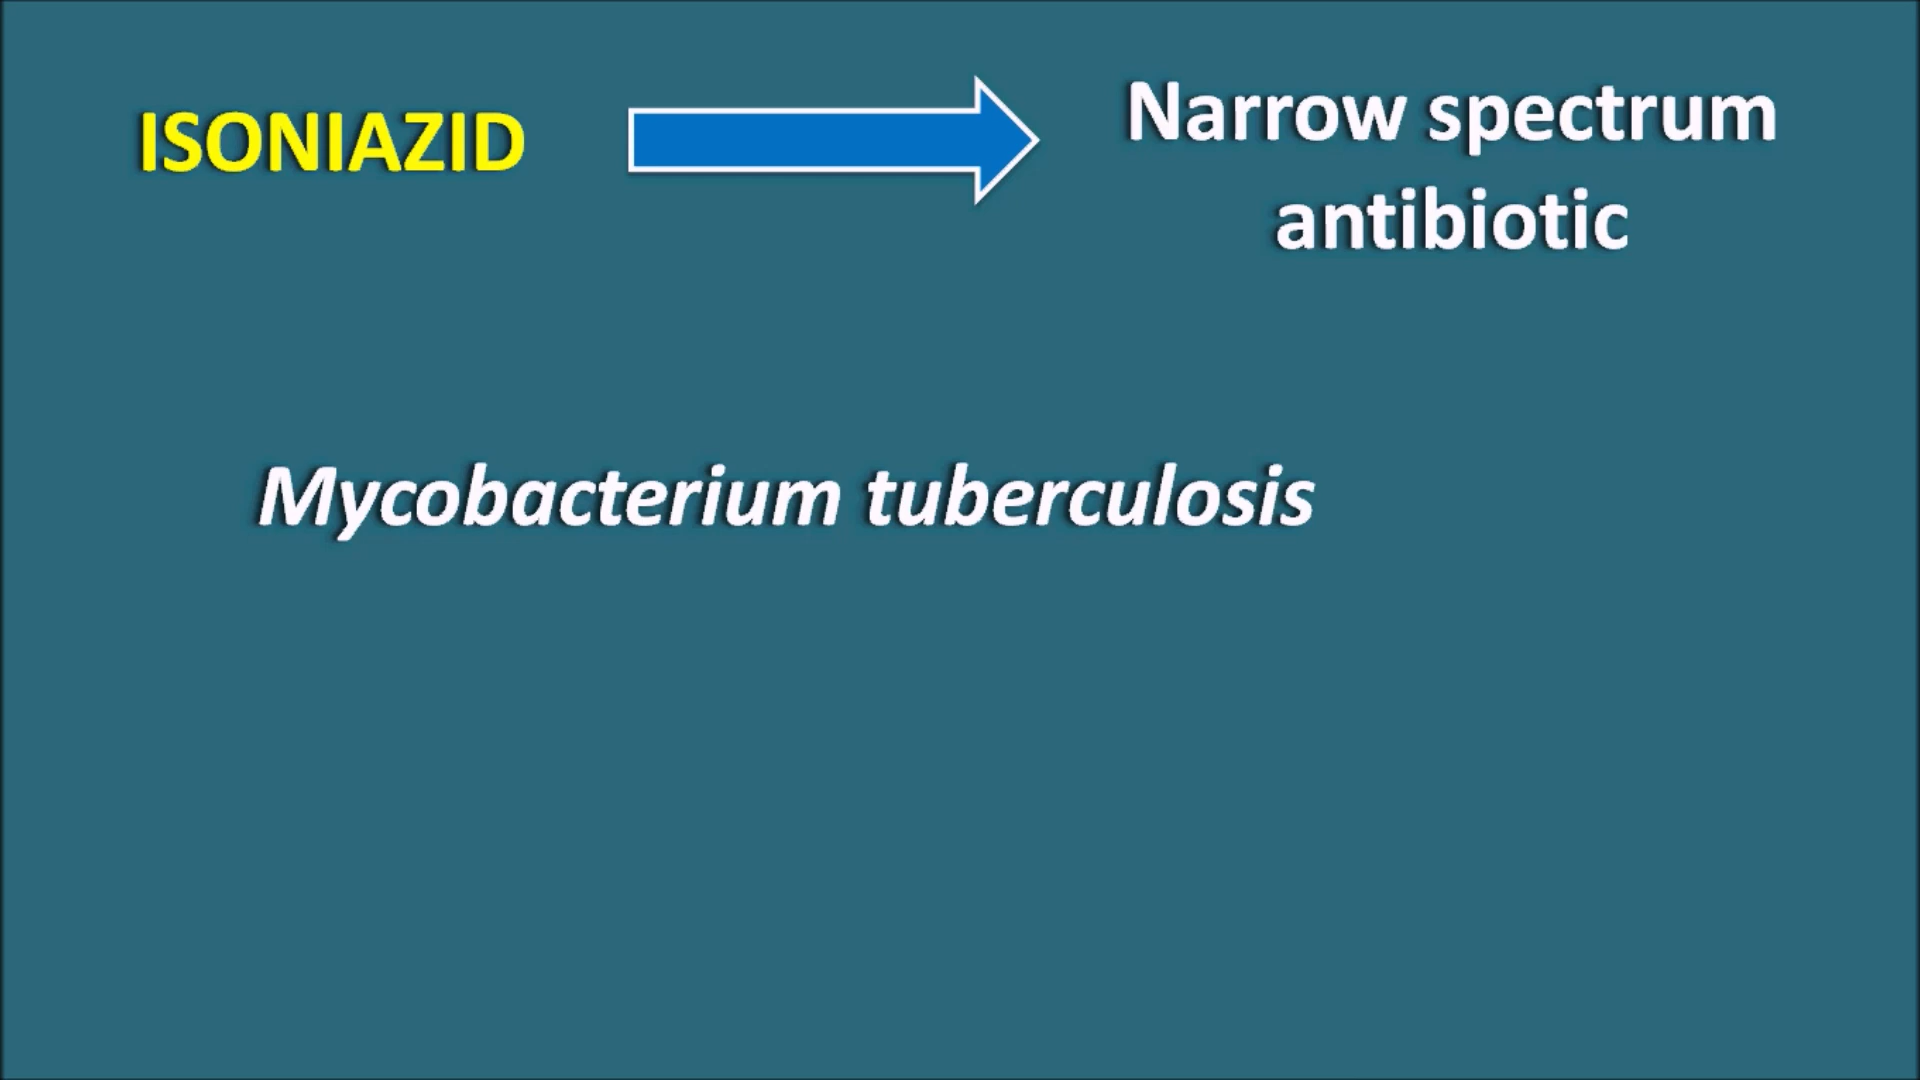 ISONIAZID
Narrow spectrum
antibiotic
Mycobacterium tuberculosis